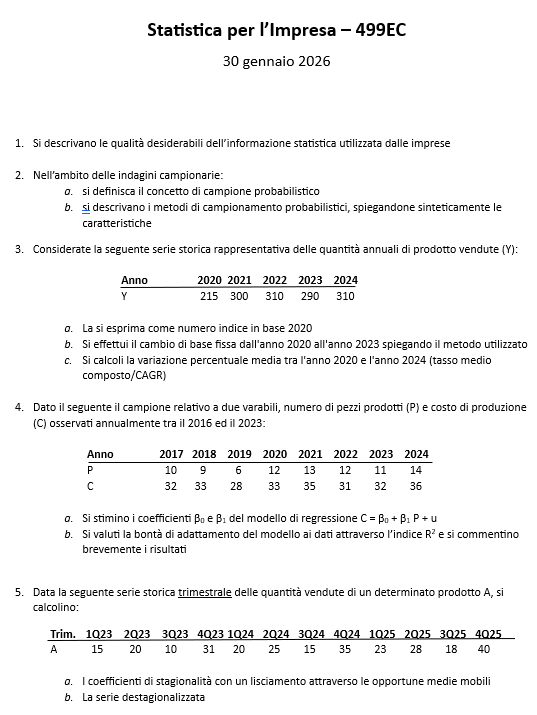 Statistica per l'Impresa – 499EC
30 gennaio 2026
1. Si descrivano le qualità desiderabili dell'informazione statistica utilizzata dalle imprese
2. Nell'ambito delle indagini campionarie:
a. si definisca il concetto di campione probabilistico
b. si descrivano i metodi di campionamento probabilistici, spiegandone sinteticamente le
caratteristiche
3. Considerate la seguente serie storica rappresentativa delle quantità annuali di prodotto vendute (Y):
Anno 2020 2021 2022 2023 2024
Y 215 300 310 290 310
a. La si esprima come numero indice in base 2020
b. Si effettui il cambio di base fissa dall'anno 2020 all'anno 2023 spiegando il metodo utilizzato
c. Si calcoli la variazione percentuale media tra l'anno 2020 e l'anno 2024 (tasso medio
composto/CAGR)
4. Dato il seguente il campione relativo a due varabili, numero di pezzi prodotti (P) e costo di produzione
(C) osservati annualmente tra il 2016 ed il 2023:
Anno 2017 2018 2019 2020 2021 2022 2023 2024
P 10 9 6 12 13 12 11 14
C 32 33 28 33 35 31 32 36
a. Si stimino i coefficienti β₀ e β₁ del modello di regressione C = β₀ + β₁ P + u
b. Si valuti la bontà di adattamento del modello ai dati attraverso l'indice R² e si commentino
brevemente i risultati
5. Data la seguente serie storica trimestrale delle quantità vendute di un determinato prodotto A, si
calcolino:
Trim. 1Q23 2Q23 3Q23 4Q23 1Q24 2Q24 3Q24 4Q24 1Q25 2Q25 3Q25 4Q25
A 15 20 10 31 20 25 15 35 23 28 18 40
a. I coefficienti di stagionalità con un lisciamento attraverso le opportune medie mobili
b. La serie destagionalizzata